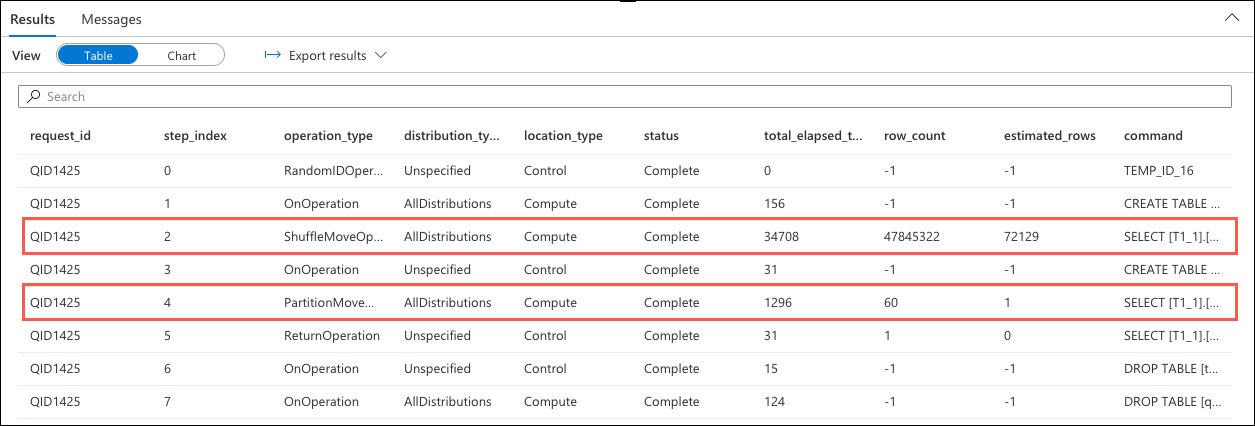 Results Messages
View Table Chart Export results
Search
request_id step_index operation_type distribution_ty... location_type status total_elapsed_t... row_count estimated_rows command
QID1425 0 RandomIDOper... Unspecified Control Complete 0 -1 -1 TEMP_ID_16
QID1425 1 OnOperation AllDistributions Compute Complete 156 -1 -1 CREATE TABLE ...
QID1425 2 ShuffleMoveOp... AllDistributions Compute Complete 34708 47845322 72129 SELECT [T1_1].[...
QID1425 3 OnOperation Unspecified Control Complete 31 -1 -1 CREATE TABLE ...
QID1425 4 PartitionMove... AllDistributions Compute Complete 1296 60 1 SELECT [T1_1].[...
QID1425 5 ReturnOperation Unspecified Control Complete 31 1 0 SELECT [T1_1].[...
QID1425 6 OnOperation Unspecified Control Complete 15 -1 -1 DROP TABLE [t...
QID1425 7 OnOperation AllDistributions Compute Complete 124 -1 -1 DROP TABLE [q...